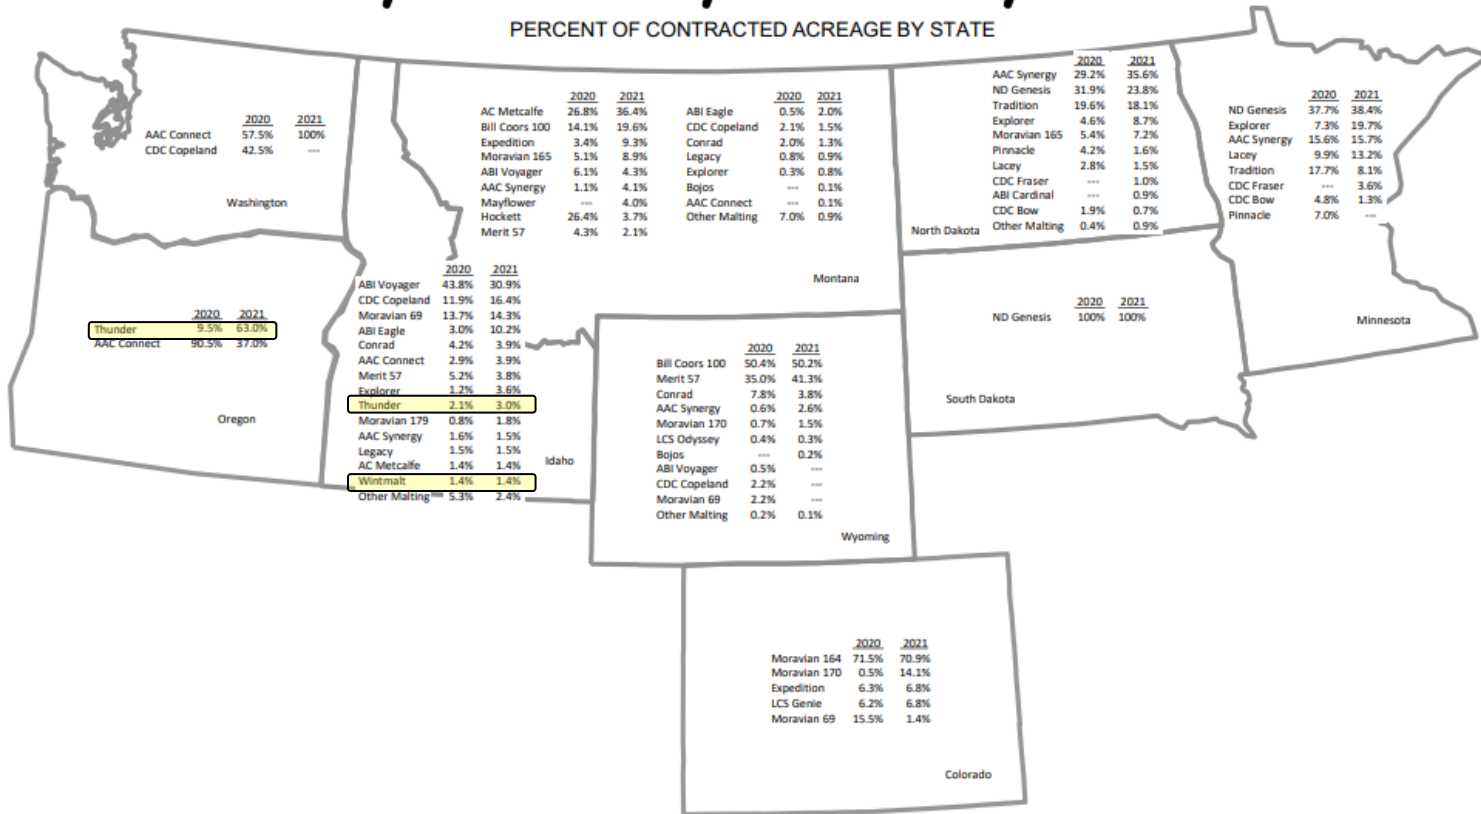 PERCENT OF CONTRACTED ACREAGE BY STATE
2020 2021
AAC Connect 57.5% 100%
CDC Copeland 42.5% ---
Washington
2020 2021
AC Metcalfe 26.8% 36.4%
Bill Coors 100 14.1% 19.6%
Expedition 3.4% 9.3%
Moravian 165 5.1% 8.9%
ABI Voyager 6.1% 4.3%
AAC Synergy 1.1% 4.1%
Mayflower --- 4.0%
Hockett 26.4% 3.7%
Merit 57 4.3% 2.1%
2020 2021
ABI Eagle 0.5% 2.0%
CDC Copeland 2.1% 1.5%
Conrad 2.0% 1.3%
Legacy 0.8% 0.9%
Explorer 0.3% 0.8%
Bojos --- 0.1%
AAC Connect --- 0.1%
Other Malting 7.0% 0.9%
Montana
2020 2021
AAC Synergy 29.2% 35.6%
ND Genesis 31.9% 23.8%
Tradition 19.6% 18.1%
Explorer 4.6% 8.7%
Moravian 165 5.4% 7.2%
Pinnacle 4.2% 1.6%
Lacey 2.8% 1.5%
CDC Fraser --- 1.0%
ABI Cardinal --- 0.9%
CDC Bow 1.9% 0.7%
Other Malting 0.4% 0.9%
North Dakota
2020 2021
ND Genesis 37.7% 38.4%
Explorer 7.3% 19.7%
AAC Synergy 15.6% 15.7%
Lacey 9.9% 13.2%
Tradition 17.7% 8.1%
CDC Fraser --- 3.6%
CDC Bow 4.8% 1.3%
Pinnacle 7.0% ---
Minnesota
2020 2021
Thunder 9.5% 63.0%
AAC Connect 90.5% 37.0%
Oregon
2020 2021
ABI Voyager 43.8% 30.9%
CDC Copeland 11.9% 16.4%
Moravian 69 13.7% 14.3%
ABI Eagle 3.0% 10.2%
Conrad 4.2% 3.9%
AAC Connect 2.9% 3.9%
Merit 57 5.2% 3.8%
Explorer 1.2% 3.6%
Thunder 2.1% 3.0%
Moravian 179 0.8% 1.8%
AAC Synergy 1.6% 1.5%
Legacy 1.5% 1.5%
AC Metcalfe 1.4% 1.4%
Wintmalt 1.4% 1.4%
Other Malting 5.3% 2.4%
Idaho
2020 2021
Bill Coors 100 50.4% 50.2%
Merit 57 35.0% 41.3%
Conrad 7.8% 3.8%
AAC Synergy 0.6% 2.6%
Moravian 170 0.7% 1.5%
LCS Odyssey 0.4% 0.3%
Bojos --- 0.2%
ABI Voyager 0.5% ---
CDC Copeland 2.2% ---
Moravian 69 2.2% ---
Other Malting 0.2% 0.1%
Wyoming
2020 2021
ND Genesis 100% 100%
South Dakota
2020 2021
Moravian 164 71.5% 70.9%
Moravian 170 0.5% 14.1%
Expedition 6.3% 6.8%
LCS Genie 6.2% 6.8%
Moravian 69 15.5% 1.4%
Colorado